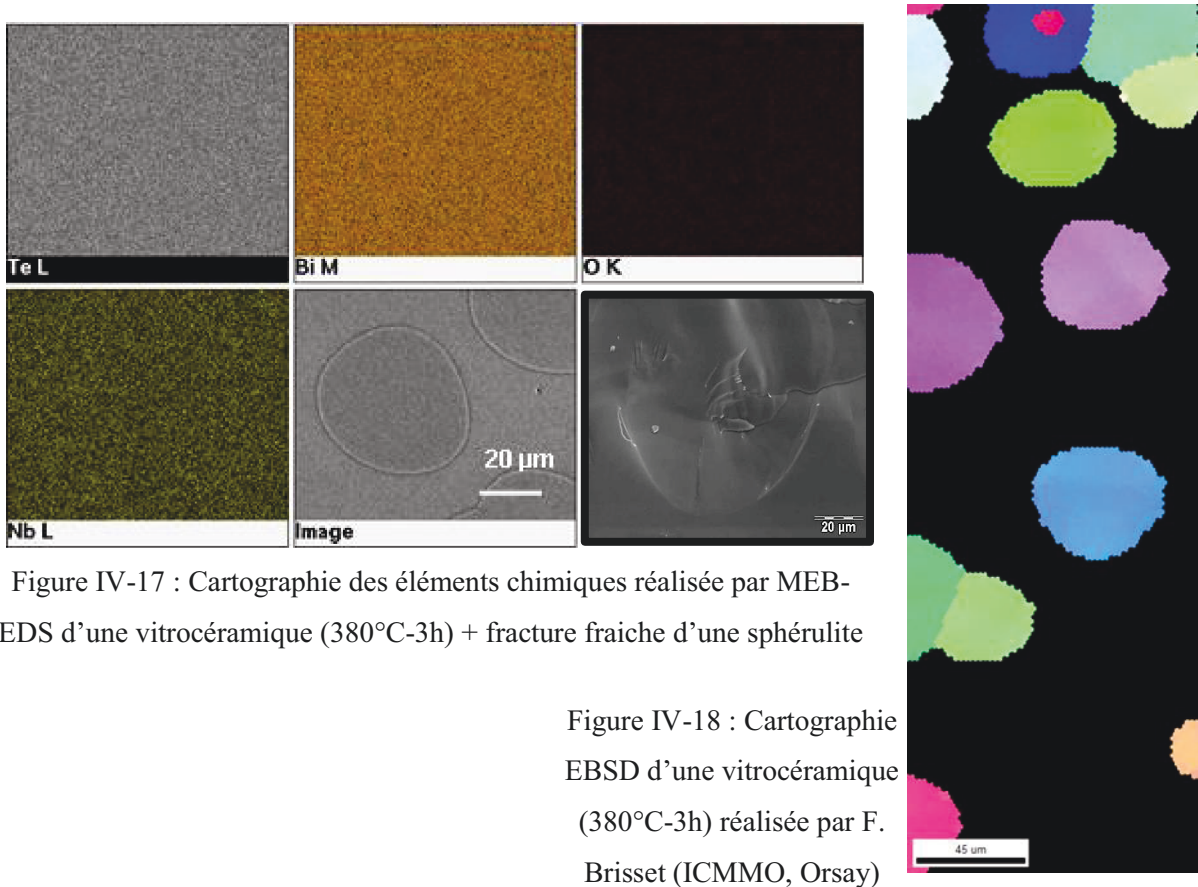 Te L
Bi M
O K
Nb L
Image
20 µm
20 µm
Figure IV-17 : Cartographie des éléments chimiques réalisée par MEB-
EDS d’une vitrocéramique (380°C-3h) + fracture fraiche d’une sphérulite
Figure IV-18 : Cartographie
EBSD d’une vitrocéramique
(380°C-3h) réalisée par F.
Brisset (ICMMO, Orsay)
45 um